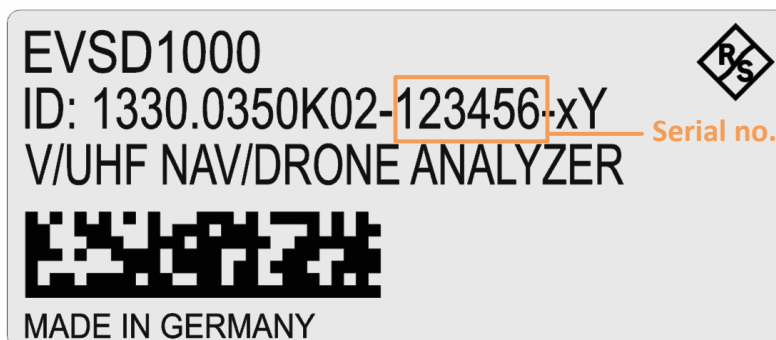 EVSD1000
R&S
ID: 1330.0350K02-123456-xY
Serial no.
V/UHF NAV/DRONE ANALYZER
MADE IN GERMANY